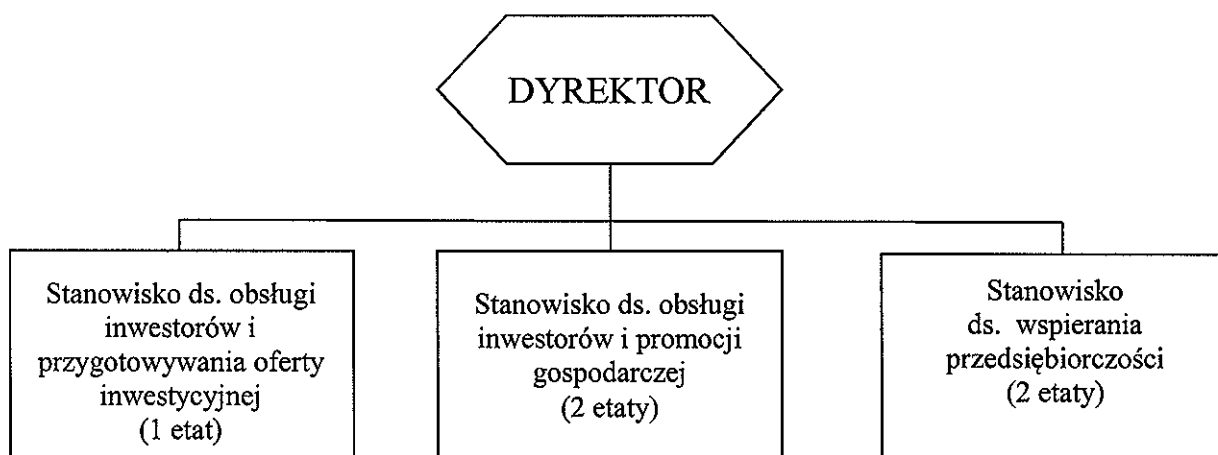 DYREKTOR
Stanowisko ds. obsługi
inwestorów i
przygotowywania oferty
inwestycyjnej
(1 etat)
Stanowisko ds. obsługi
inwestorów i promocji
gospodarczej
(2 etaty)
Stanowisko
ds. wspierania
przedsiębiorczości
(2 etaty)